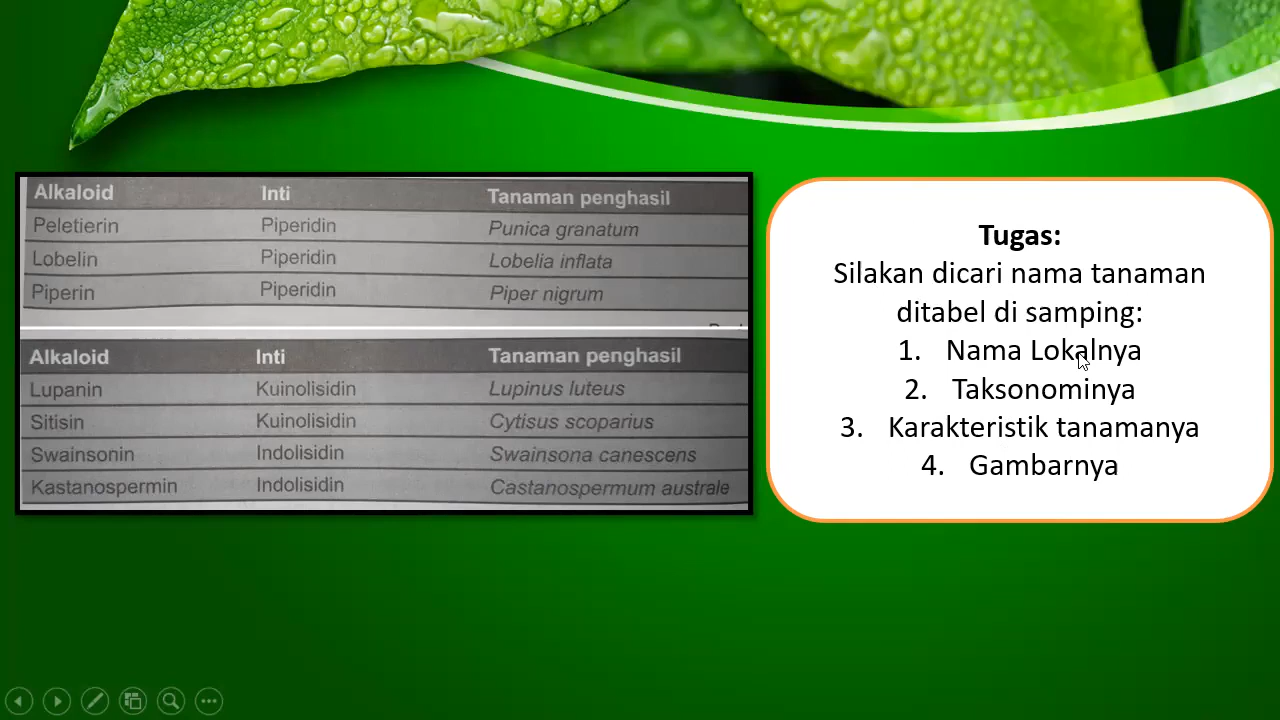 Alkaloid Inti Tanaman penghasil
Peletierin Piperidin Punica granatum
Lobelin Piperidin Lobelia inflata
Piperin Piperidin Piper nigrum
Alkaloid Inti Tanaman penghasil
Lupanin Kuinolisidin Lupinus luteus
Sitisin Kuinolisidin Cytisus scoparius
Swainsonin Indolisidin Swainsona canescens
Kastanospermin Indolisidin Castanospermum australe
Tugas:
Silakan dicari nama tanaman
ditabel di samping:
1. Nama Lokalnya
2. Taksonominya
3. Karakteristik tanamanya
4. Gambarnya